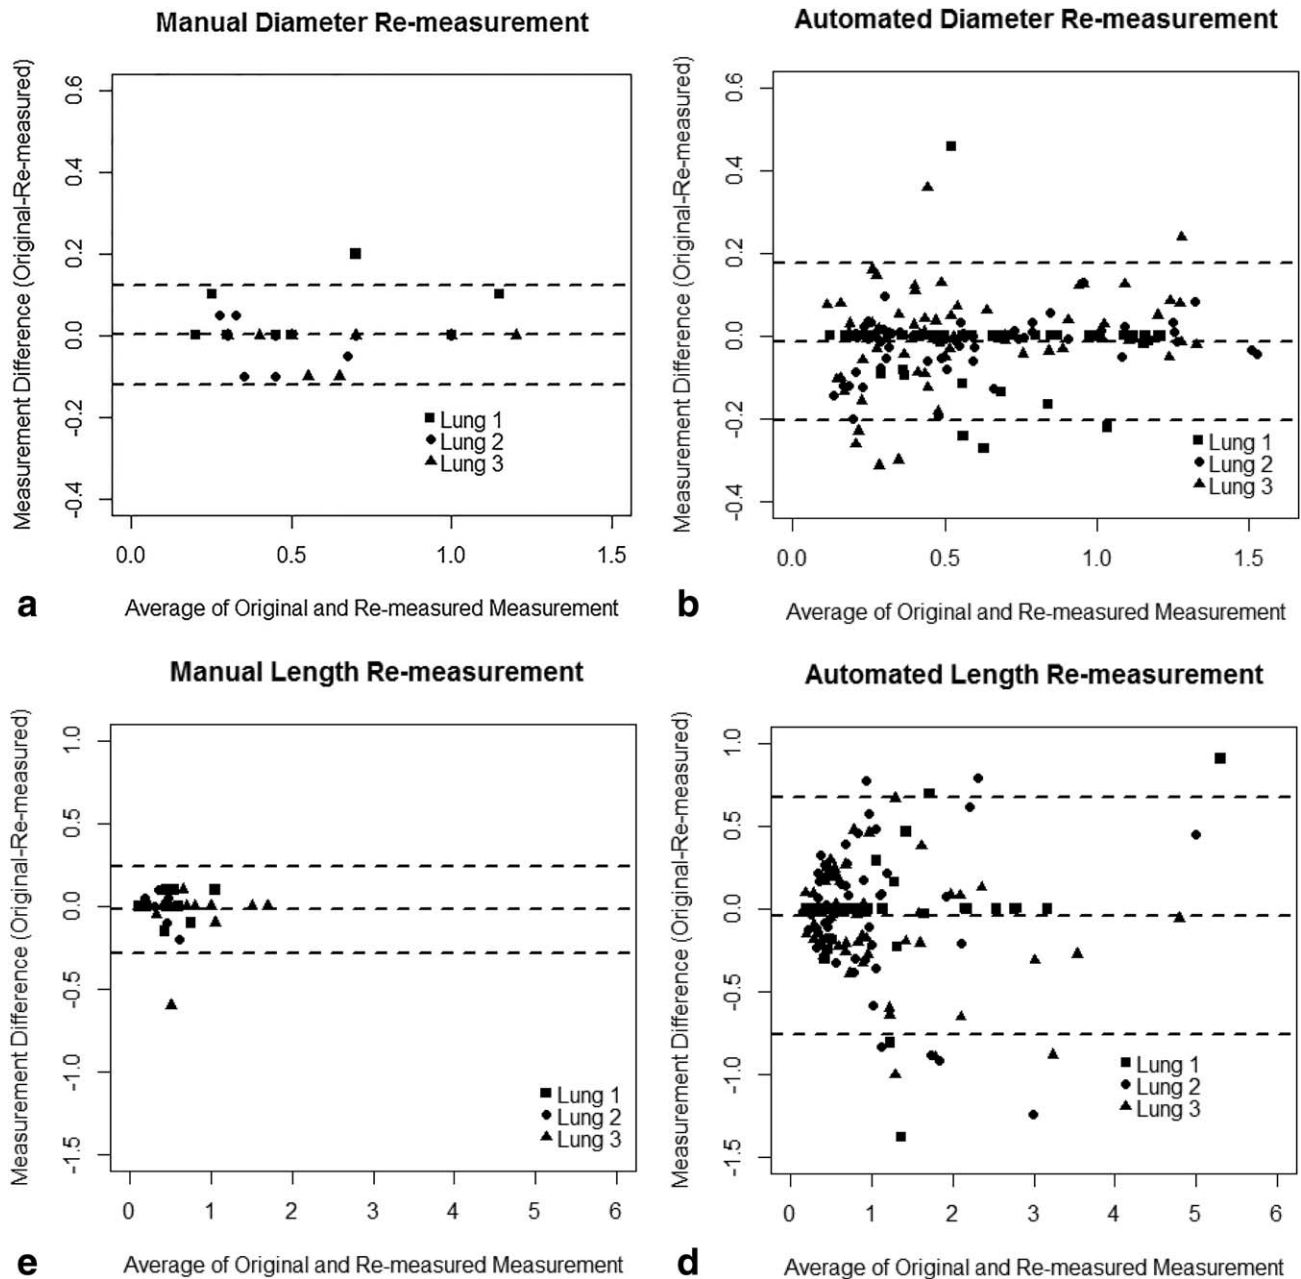 Manual Diameter Re-measurement
Measurement Difference (Original-Re-measured)
0.6
0.4
0.2
0.0
-0.2
-0.4
Lung 1
Lung 2
Lung 3
0.0 0.5 1.0 1.5
a
Average of Original and Re-measured Measurement
Automated Diameter Re-measurement
Measurement Difference (Original-Re-measured)
0.6
0.4
0.2
0.0
-0.2
-0.4
Lung 1
Lung 2
Lung 3
0.0 0.5 1.0 1.5
b
Average of Original and Re-measured Measurement
Manual Length Re-measurement
Measurement Difference (Original-Re-measured)
1.0
0.5
0.0
-0.5
-1.0
-1.5
Lung 1
Lung 2
Lung 3
0 1 2 3 4 5 6
e
Average of Original and Re-measured Measurement
Automated Length Re-measurement
Measurement Difference (Original-Re-measured)
1.0
0.5
0.0
-0.5
-1.0
-1.5
Lung 1
Lung 2
Lung 3
0 1 2 3 4 5 6
d
Average of Original and Re-measured Measurement